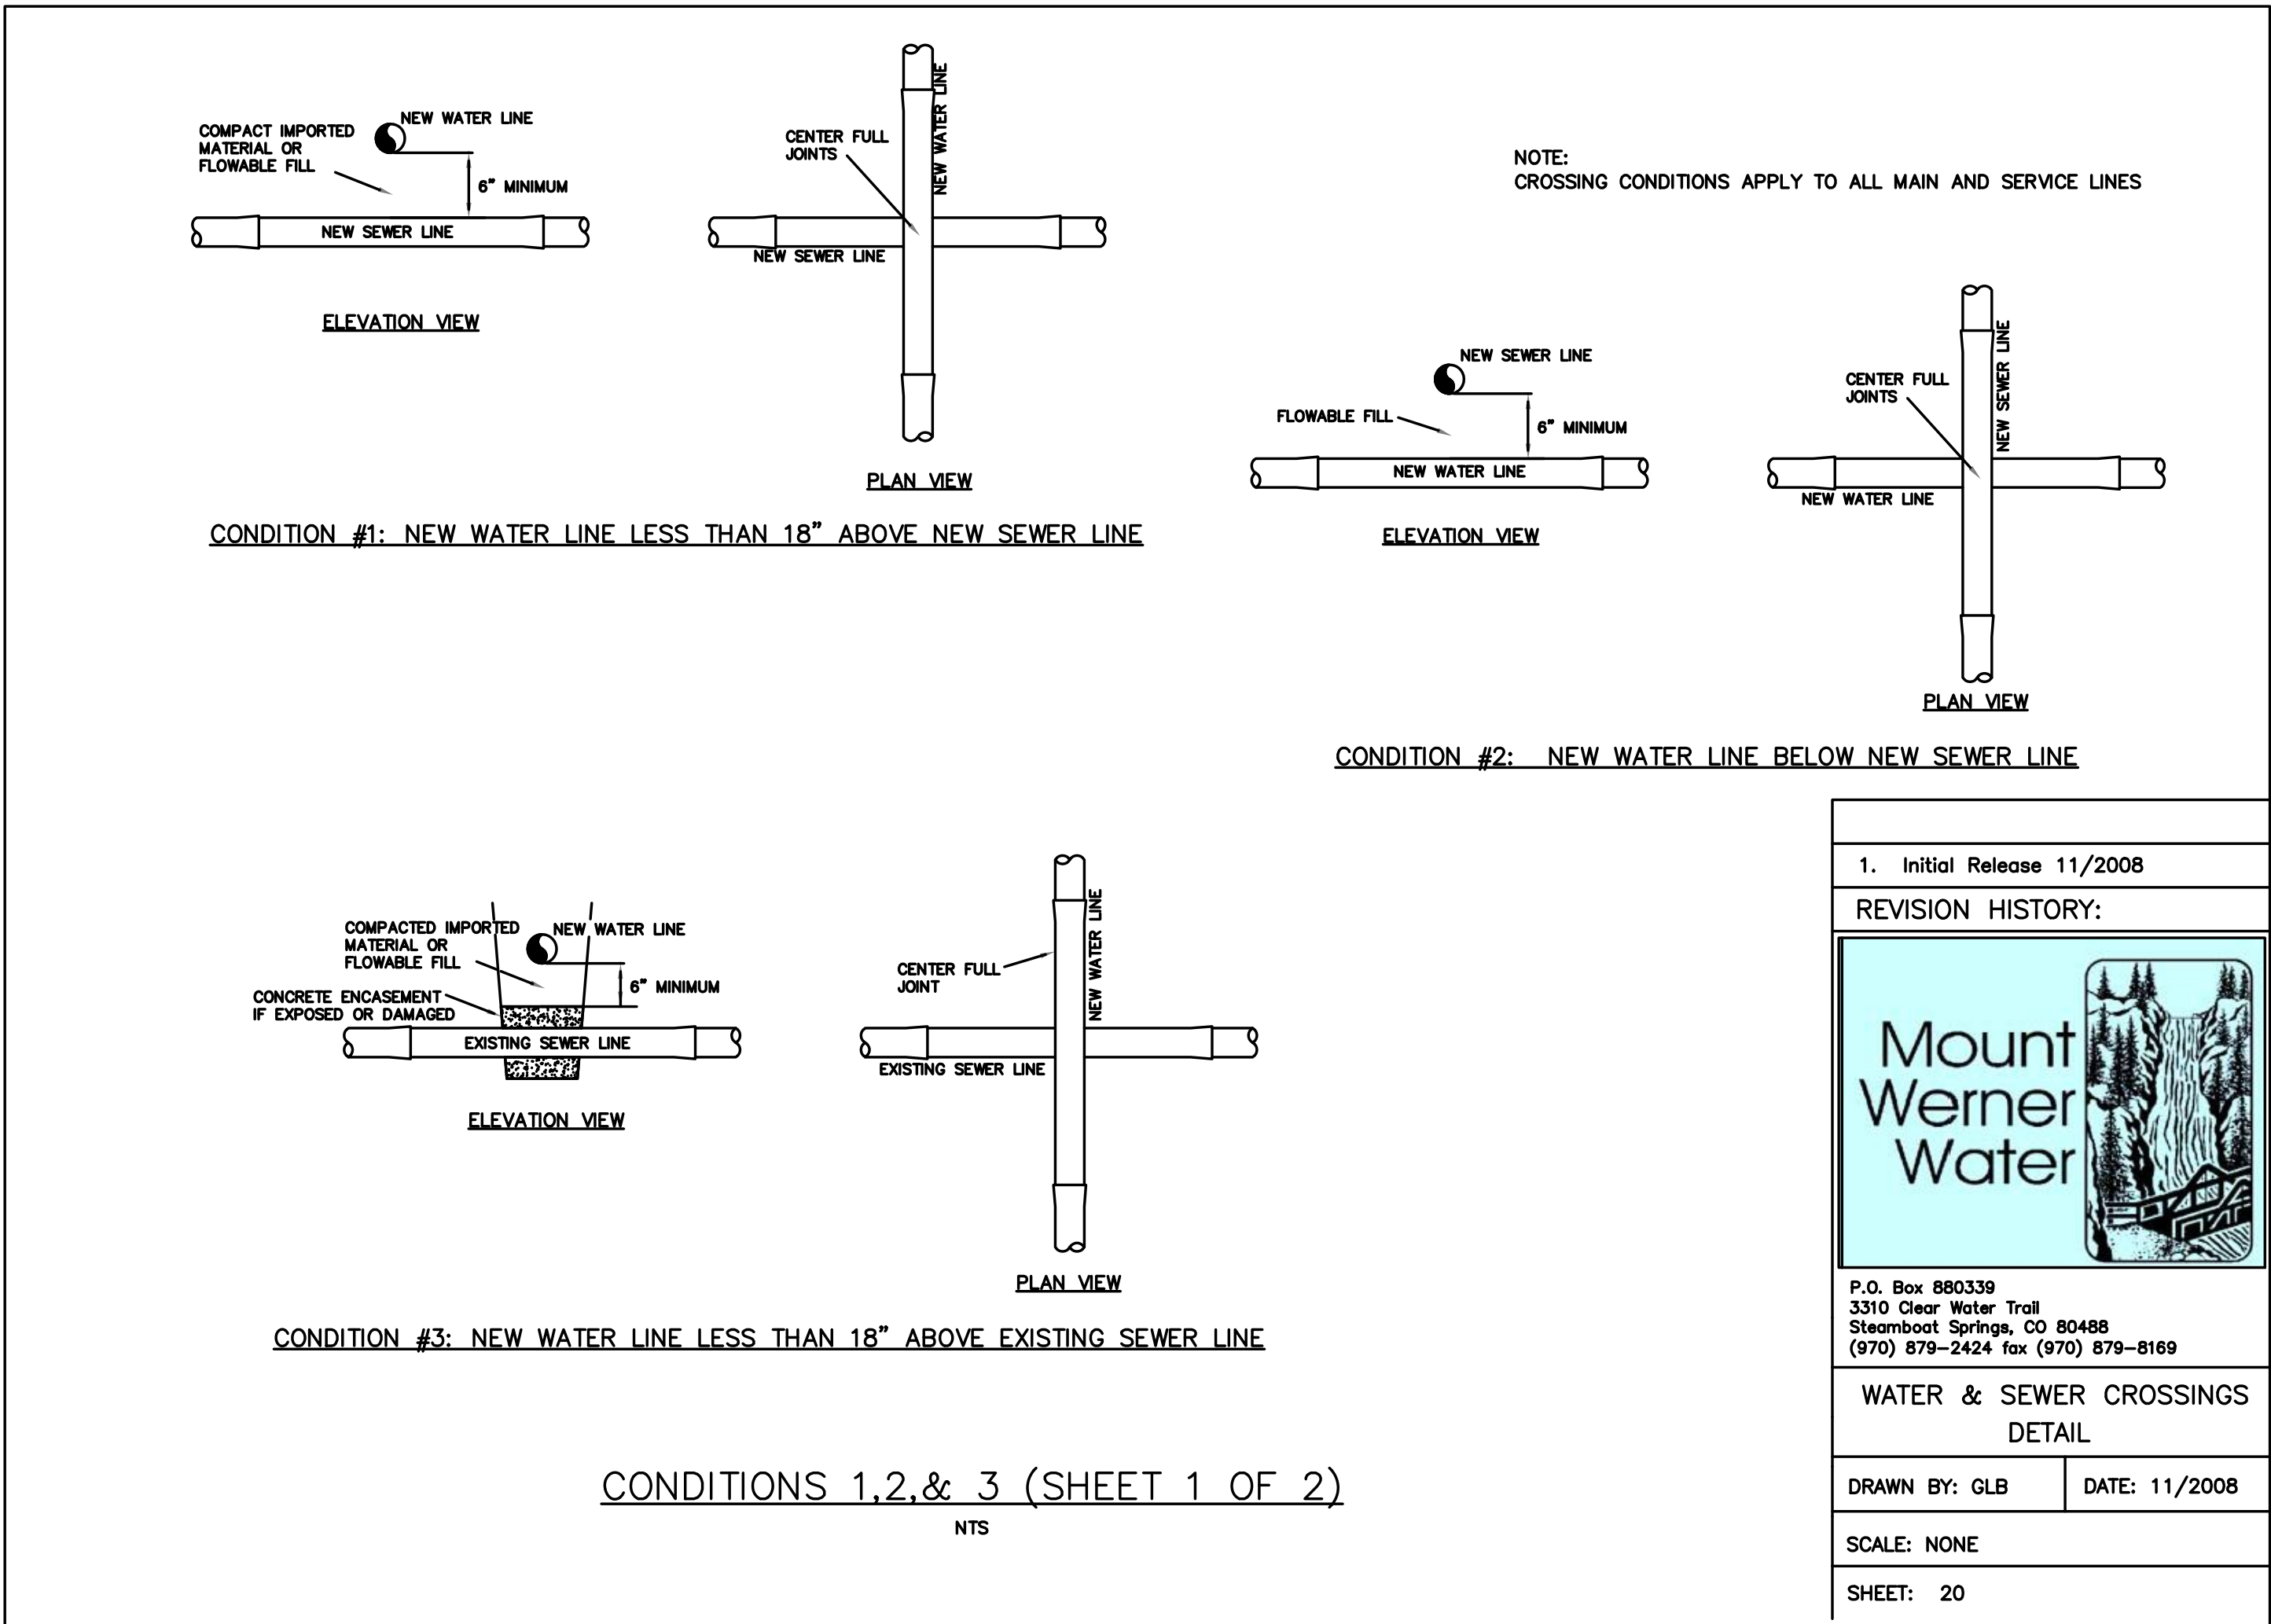 COMPACT IMPORTED
MATERIAL OR
FLOWABLE FILL
NEW WATER LINE
6" MINIMUM
NEW SEWER LINE
ELEVATION VIEW
CENTER FULL
JOINTS
NEW WATER LINE
NEW SEWER LINE
PLAN VIEW
CONDITION #1: NEW WATER LINE LESS THAN 18" ABOVE NEW SEWER LINE
NOTE:
CROSSING CONDITIONS APPLY TO ALL MAIN AND SERVICE LINES
NEW SEWER LINE
FLOWABLE FILL
6" MINIMUM
NEW WATER LINE
ELEVATION VIEW
CENTER FULL
JOINTS
NEW SEWER LINE
NEW WATER LINE
PLAN VIEW
CONDITION #2: NEW WATER LINE BELOW NEW SEWER LINE
COMPACTED IMPORTED
MATERIAL OR
FLOWABLE FILL
NEW WATER LINE
6" MINIMUM
CONCRETE ENCASEMENT
IF EXPOSED OR DAMAGED
EXISTING SEWER LINE
ELEVATION VIEW
CENTER FULL
JOINT
NEW WATER LINE
EXISTING SEWER LINE
PLAN VIEW
CONDITION #3: NEW WATER LINE LESS THAN 18" ABOVE EXISTING SEWER LINE
CONDITIONS 1,2,& 3 (SHEET 1 OF 2)
NTS
1. Initial Release 11/2008
REVISION HISTORY:
Mount
Werner
Water
P.O. Box 880339
3310 Clear Water Trail
Steamboat Springs, CO 80488
(970) 879-2424 fax (970) 879-8169
WATER & SEWER CROSSINGS
DETAIL
DRAWN BY: GLB
DATE: 11/2008
SCALE: NONE
SHEET: 20